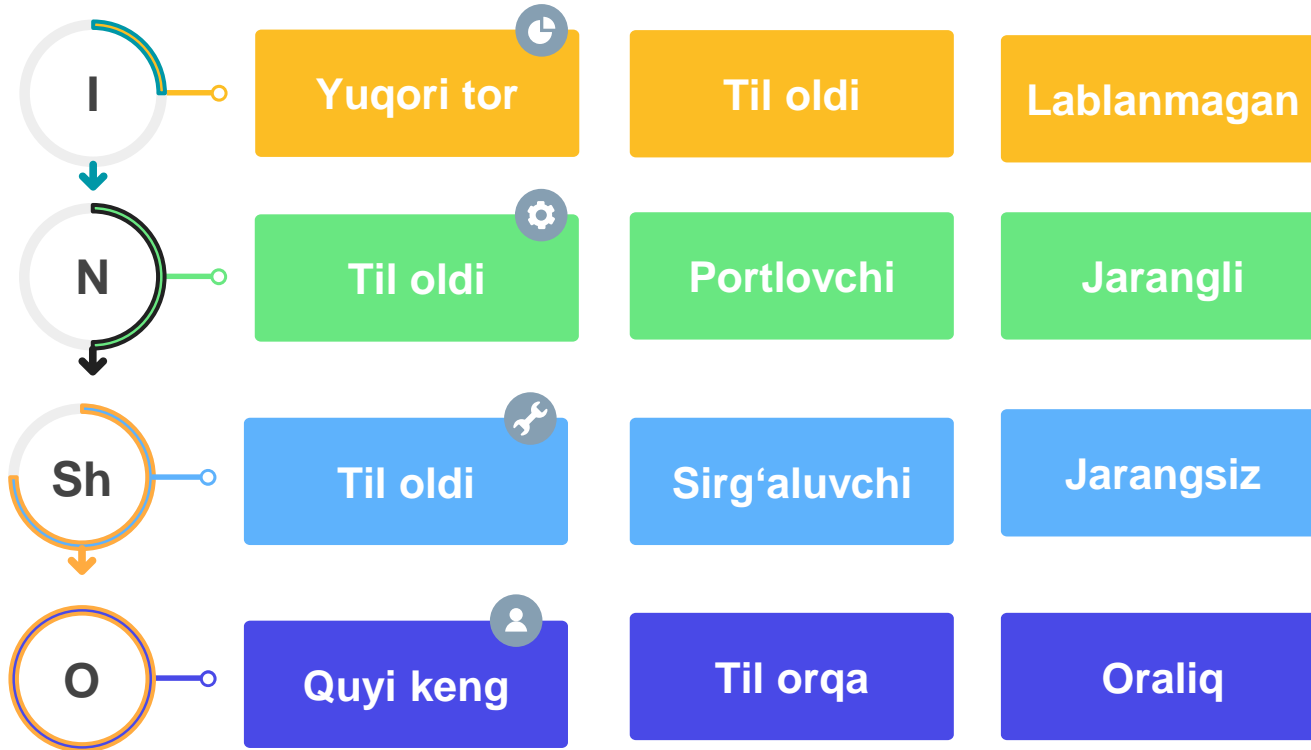 I
Yuqori tor
Til oldi
Lablanmagan
N
Til oldi
Portlovchi
Jarangli
Sh
Til oldi
Sirg‘aluvchi
Jarangsiz
O
Quyi keng
Til orqa
Oraliq